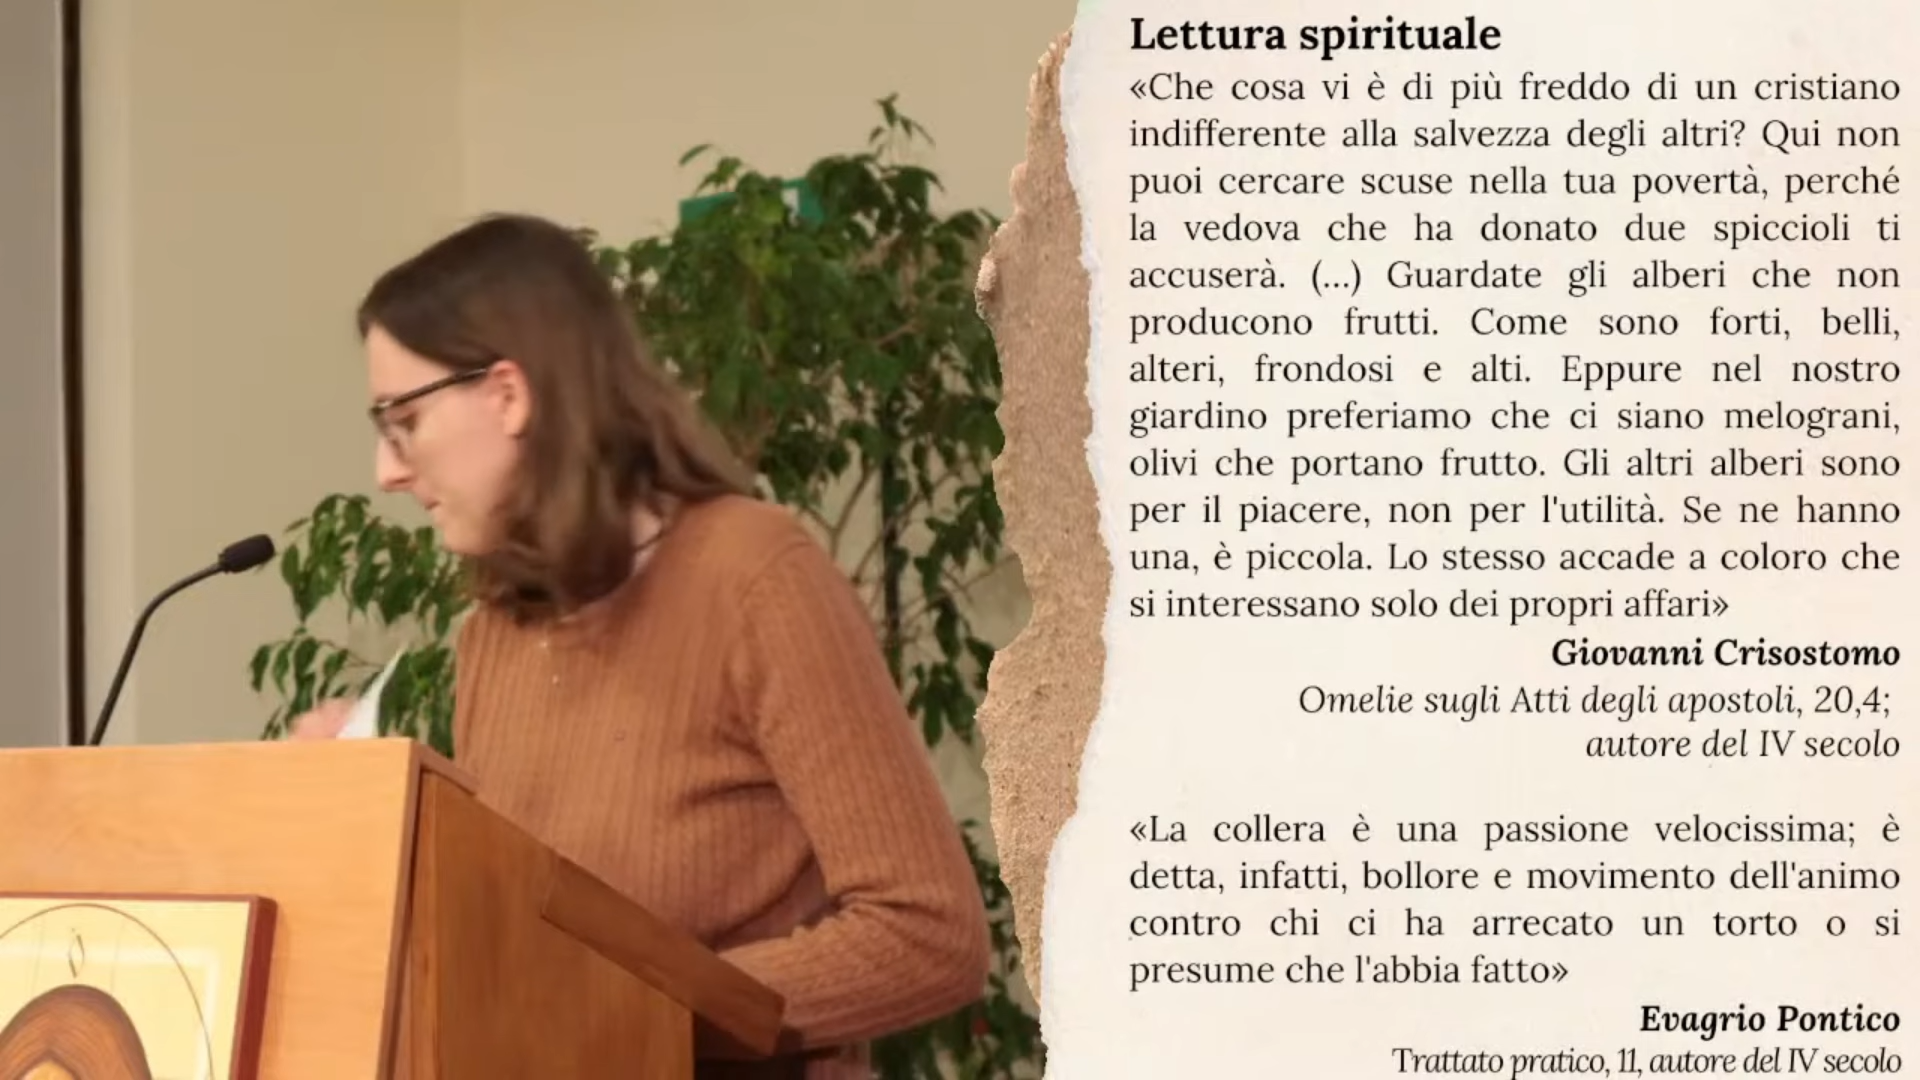 Lettura spirituale
«Che cosa vi è di più freddo di un cristiano
indifferente alla salvezza degli altri? Qui non
puoi cercare scuse nella tua povertà, perché
la vedova che ha donato due spiccioli ti
accuserà. (...) Guardate gli alberi che non
producono frutti. Come sono forti, belli,
alteri, frondosi e alti. Eppure nel nostro
giardino preferiamo che ci siano melograni,
olivi che portano frutto. Gli altri alberi sono
per il piacere, non per l'utilità. Se ne hanno
una, è piccola. Lo stesso accade a coloro che
si interessano solo dei propri affari»
Giovanni Crisostomo
Omelie sugli Atti degli apostoli, 20,4;
autore del IV secolo
«La collera è una passione velocissima; è
detta, infatti, bollore e movimento dell'animo
contro chi ci ha arrecato un torto o si
presume che l'abbia fatto»
Evagrio Pontico
Trattato pratico, 11, autore del IV secolo